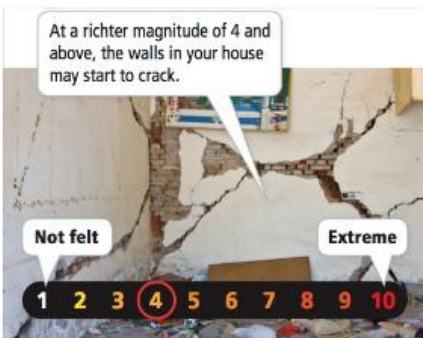 At a richter magnitude of 4 and
above, the walls in your house
may start to crack.
Not felt
Extreme
1 2 3 4 5 6 7 8 9 10